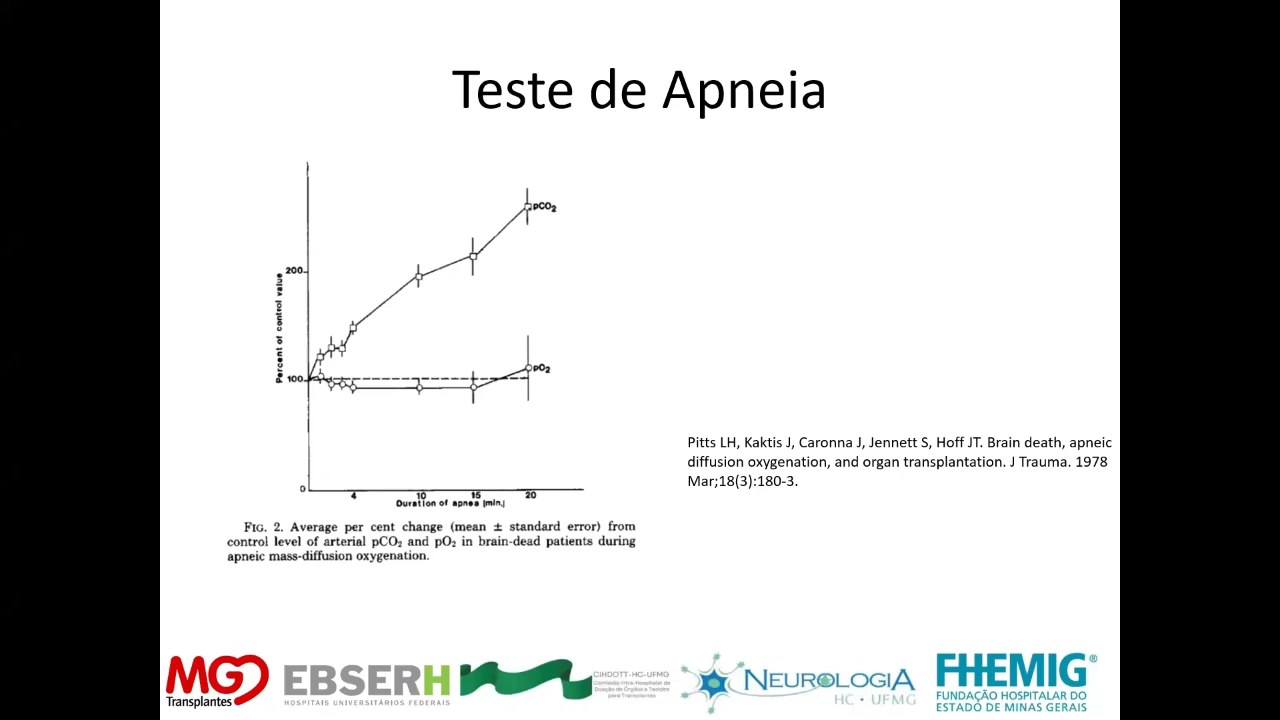 Teste de Apneia
pCO₂
200
Percent of control value
100
pO₂
0
4 10 15 20
Duration of apnea [min.]
FIG. 2. Average per cent change (mean ± standard error) from
control level of arterial pCO₂ and pO₂ in brain-dead patients during
apneic mass-diffusion oxygenation.
Pitts LH, Kaktis J, Caronna J, Jennett S, Hoff JT. Brain death, apneic
diffusion oxygenation, and organ transplantation. J Trauma. 1978
Mar;18(3):180-3.
MG
Transplantes
EBSERH
HOSPITAIS UNIVERSITÁRIOS FEDERAIS
CIHDOTT-HC-UFMG
Comissão Intra-Hospitalar de
Doação de Órgãos e Tecidos
para Transplantes
NEUROLOGIA
HC • UFMG
FHEMIG®
FUNDAÇÃO HOSPITALAR DO
ESTADO DE MINAS GERAIS